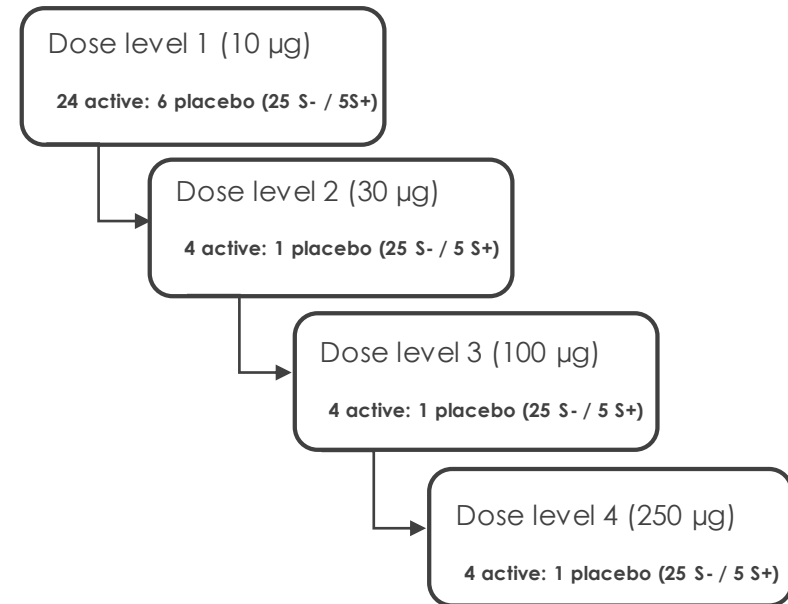 Dose level 1 (10 µg)
24 active: 6 placebo (25 S- / 5S+)
Dose level 2 (30 µg)
4 active: 1 placebo (25 S- / 5 S+)
Dose level 3 (100 µg)
4 active: 1 placebo (25 S- / 5 S+)
Dose level 4 (250 µg)
4 active: 1 placebo (25 S- / 5 S+)